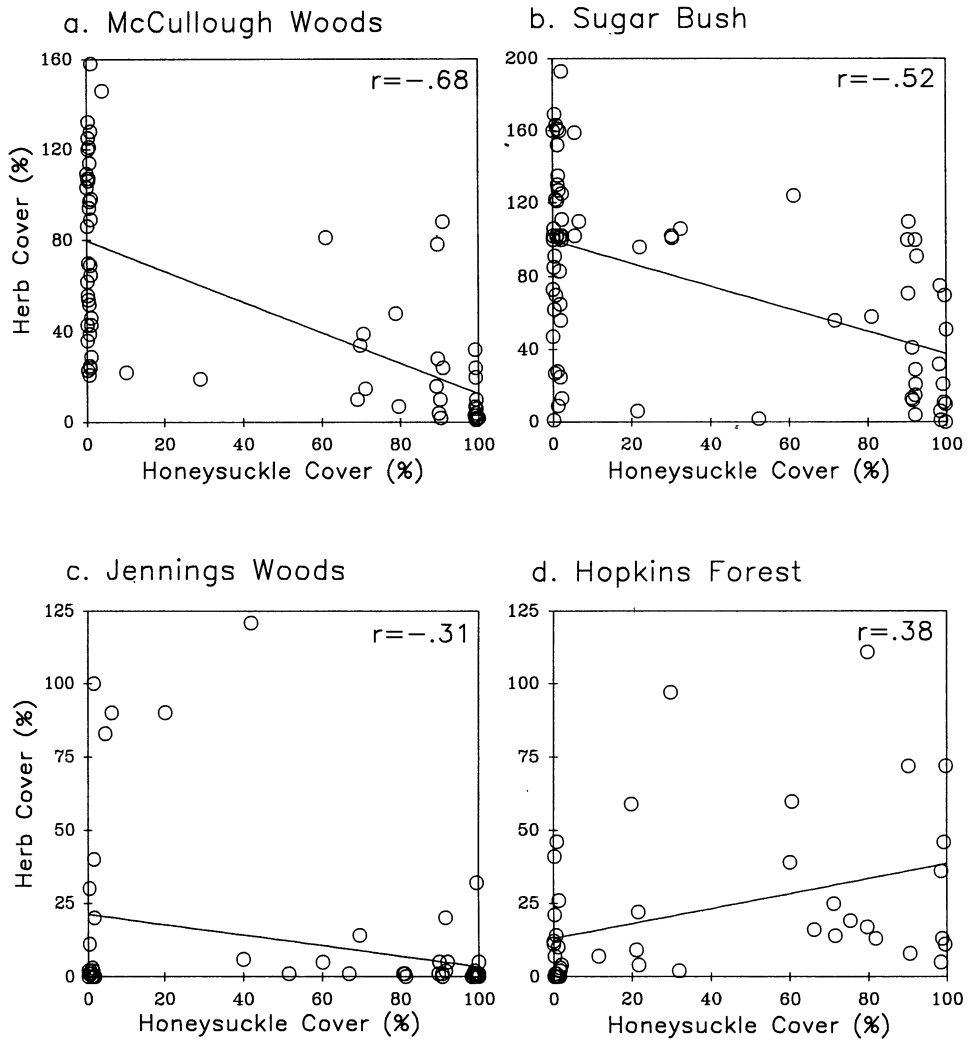 a. McCullough Woods
r=-.68
160
120
80
40
0
Herb Cover (%)
0 20 40 60 80 100
Honeysuckle Cover (%)
b. Sugar Bush
r=-.52
200
160
120
80
40
0
0 20 40 60 80 100
Honeysuckle Cover (%)
c. Jennings Woods
r=-.31
125
100
75
50
25
0
Herb Cover (%)
0 20 40 60 80 100
Honeysuckle Cover (%)
d. Hopkins Forest
r=.38
125
100
75
50
25
0
0 20 40 60 80 100
Honeysuckle Cover (%)